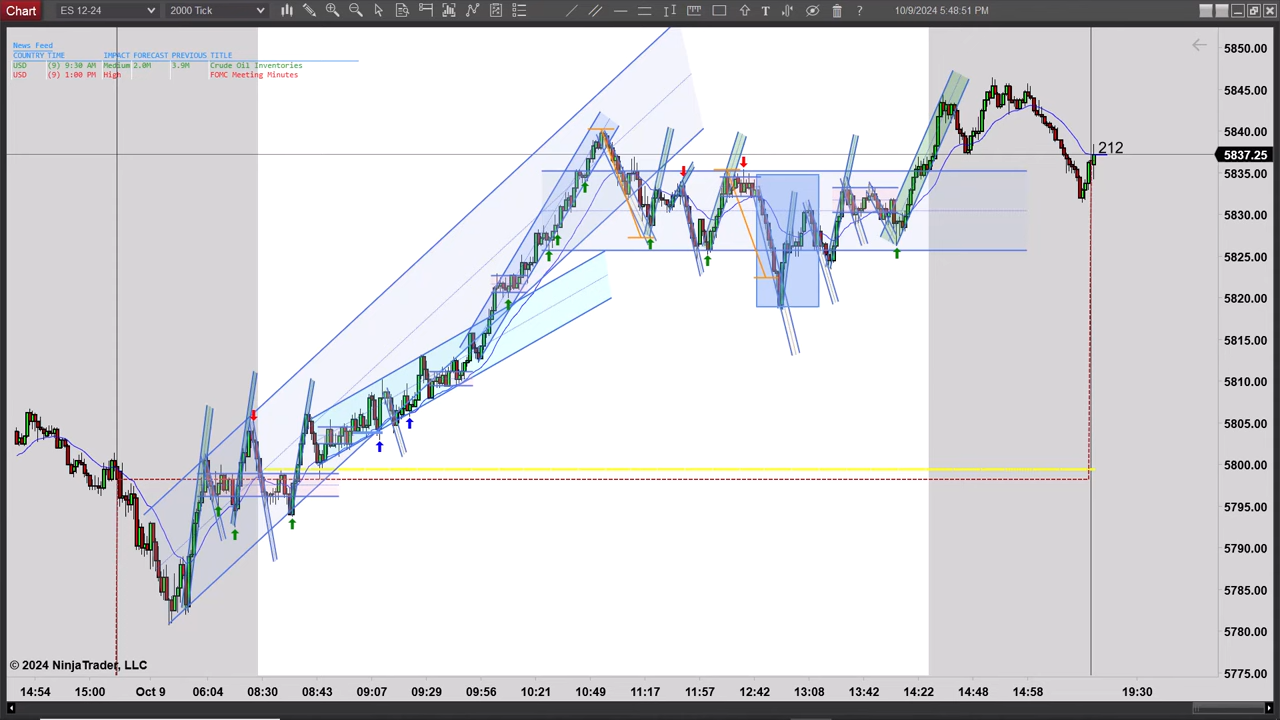 Chart ES 12-24 2000 Tick 10/9/2024 5:48:51 PM
News Feed
COUNTRY TIME IMPACT FORECAST PREVIOUS TITLE
USD (9) 9:30 AM Medium 2.0M 3.9M Crude Oil Inventories
USD (9) 1:00 PM High FOMC Meeting Minutes
5850.00
5845.00
5840.00
212
5837.25
5835.00
5830.00
5825.00
5820.00
5815.00
5810.00
5805.00
5800.00
5795.00
5790.00
5785.00
5780.00
5775.00
© 2024 NinjaTrader, LLC
14:54 15:00 Oct 9 06:04 08:30 08:43 09:07 09:29 09:56 10:21 10:49 11:17 11:57 12:42 13:08 13:42 14:22 14:48 14:58 19:30